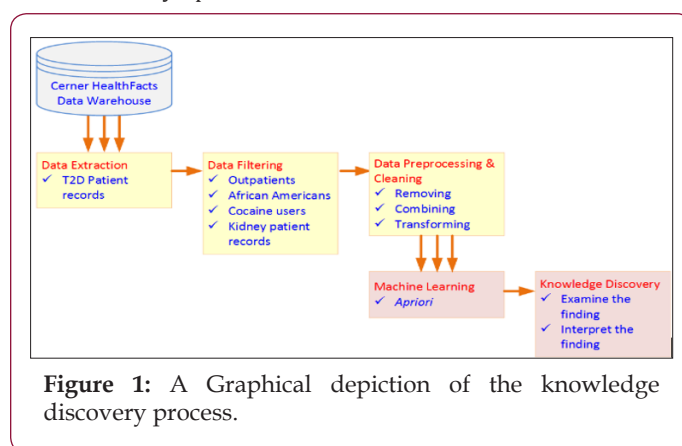 Cerner HealthFacts
Data Warehouse
Data Extraction
✓ T2D Patient
records
Data Filtering
✓ Outpatients
✓ African Americans
✓ Cocaine users
✓ Kidney patient
records
Data Preprocessing &
Cleaning
✓ Removing
✓ Combining
✓ Transforming
Machine Learning
✓ Apriori
Knowledge Discovery
✓ Examine the
finding
✓ Interpret the
finding
Figure 1: A Graphical depiction of the knowledge
discovery process.